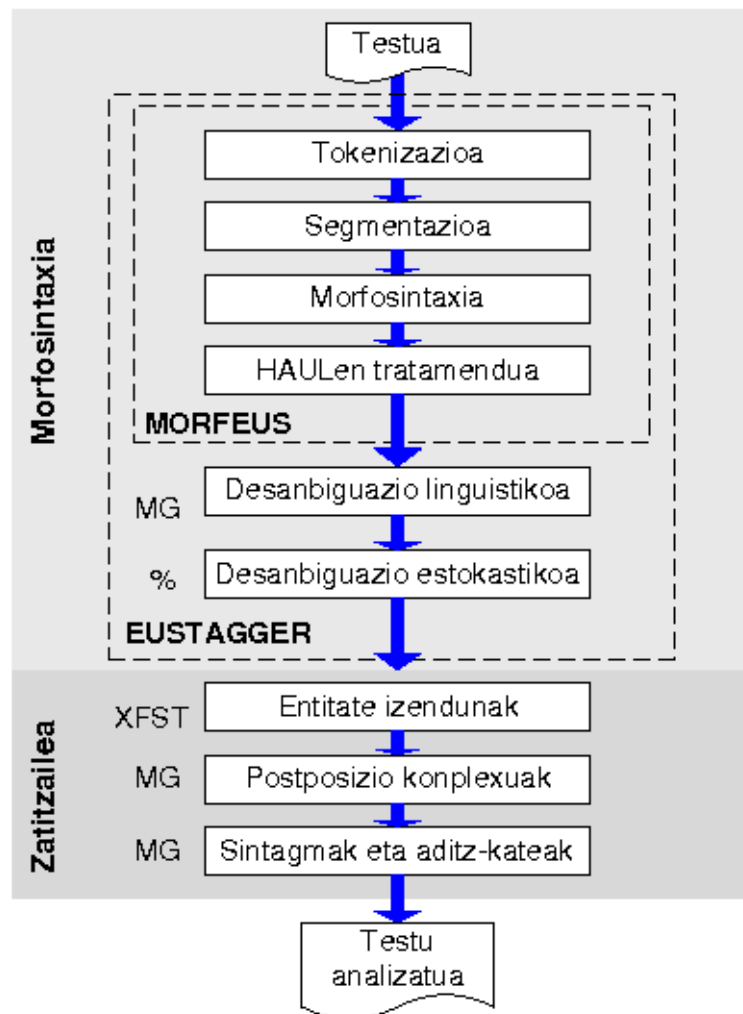 Testua
Tokenizazioa
Segmentazioa
Morfosintaxia
HAULen tratamendua
MORFEUS
MG
Desanbiguazio linguistikoa
%
Desanbiguazio estokastikoa
EUSTAGGER
Morfosintaxia
XFST
Entitate izendunak
MG
Postposizio konplexuak
MG
Sintagmak eta aditz-kateak
Zatitzailea
Testu
analizatua